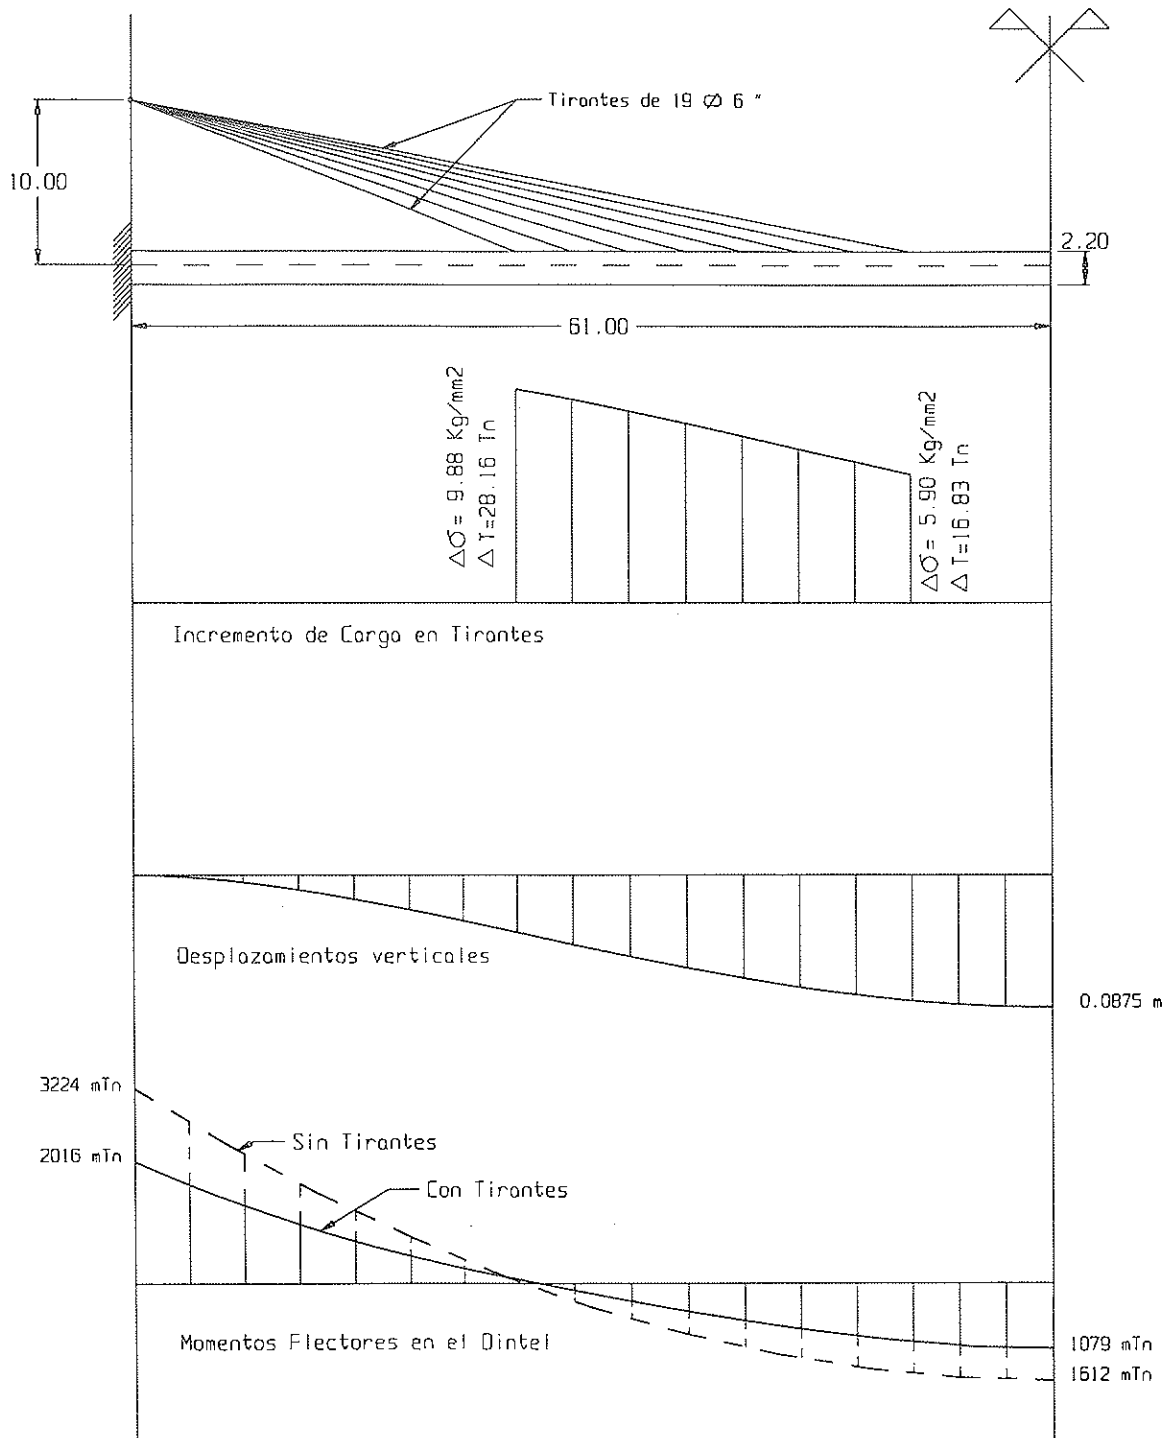 Tirantes de 19 Ø 6 "
10.00
2.20
61.00
Δσ= 9.88 Kg/mm2
ΔT=28.16 Tn
Δσ= 5.90 Kg/mm2
ΔT=16.83 Tn
Incremento de Carga en Tirantes
Desplazamientos verticales
0.0875 m
3224 mTn
Sin Tirantes
2016 mTn
Con Tirantes
Momentos Flectores en el Dintel
1079 mTn
1612 mTn